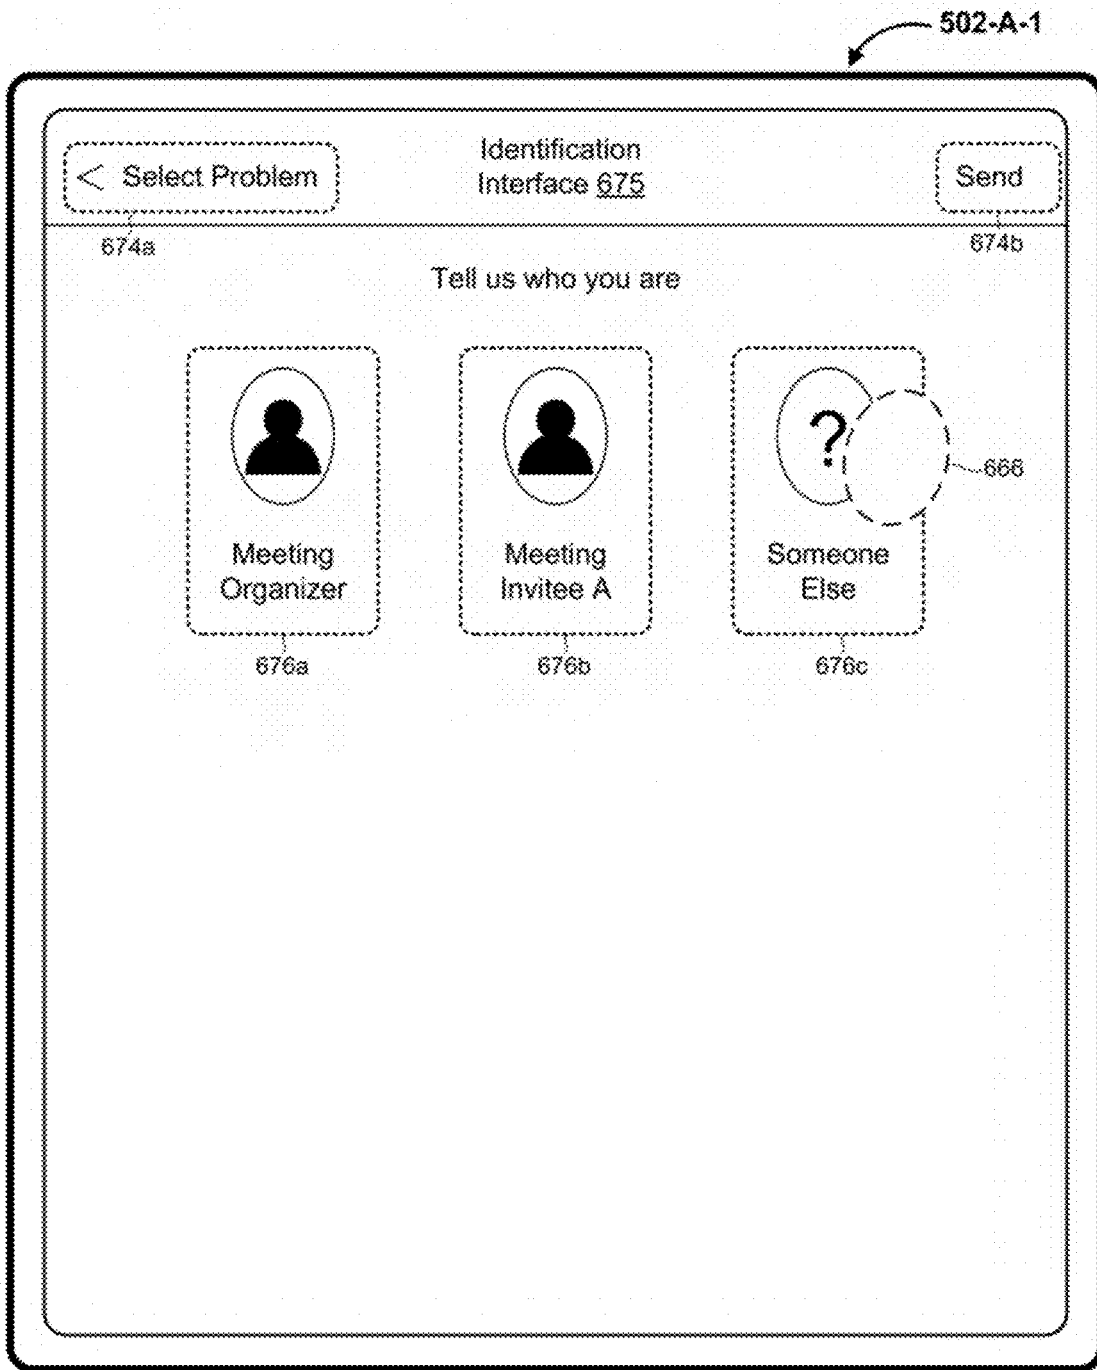 502-A-1
Identification
< Select Problem
Interface 675
Send
674a
674b
Tell us who you are
?
666
Meeting
Organizer
Meeting
Invitee A
Someone
Else
676a
676b
676c